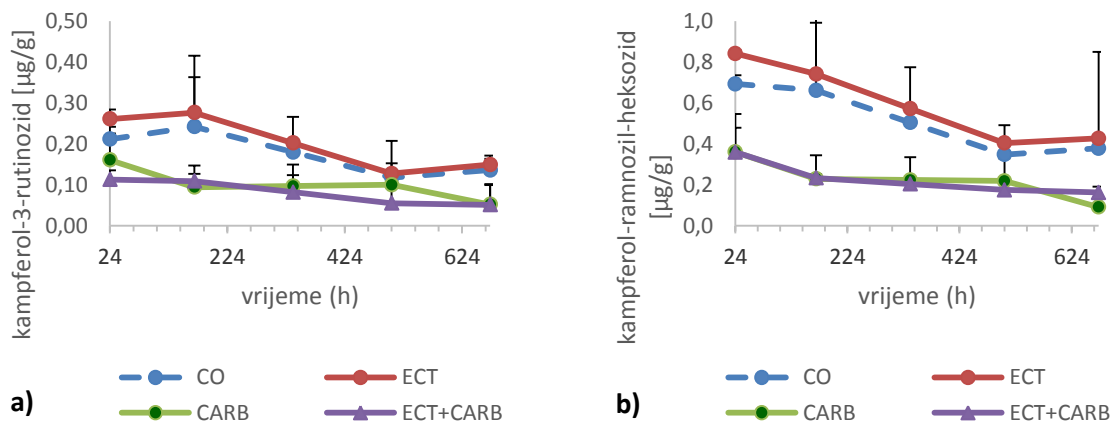 kampferol-3-rutinozid [µg/g]
0,50
0,40
0,30
0,20
0,10
0,00
24 224 424 624
vrijeme (h)
CO ECT
CARB ECT+CARB
a)
kampferol-ramnozil-heksozid
[µg/g]
1,0
0,8
0,6
0,4
0,2
0,0
24 224 424 624
vrijeme (h)
CO ECT
CARB ECT+CARB
b)